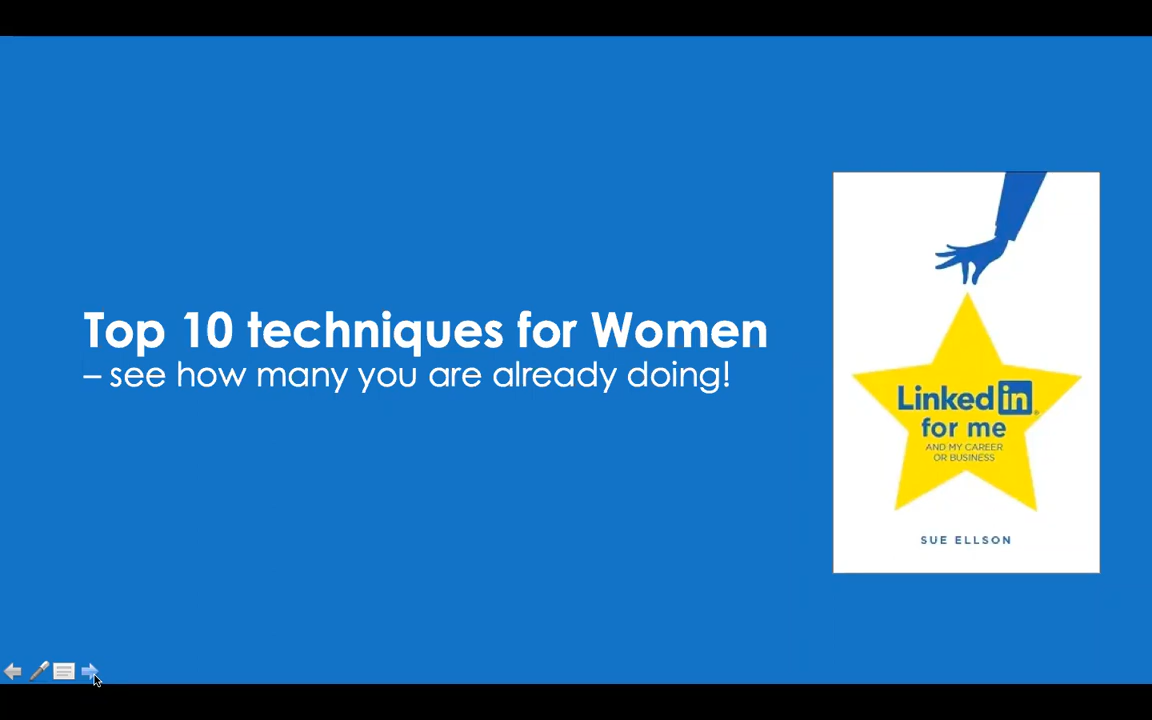 Top 10 techniques for Women
– see how many you are already doing!
Linked in
for me
AND MY CAREER
OR BUSINESS
SUE ELLSON